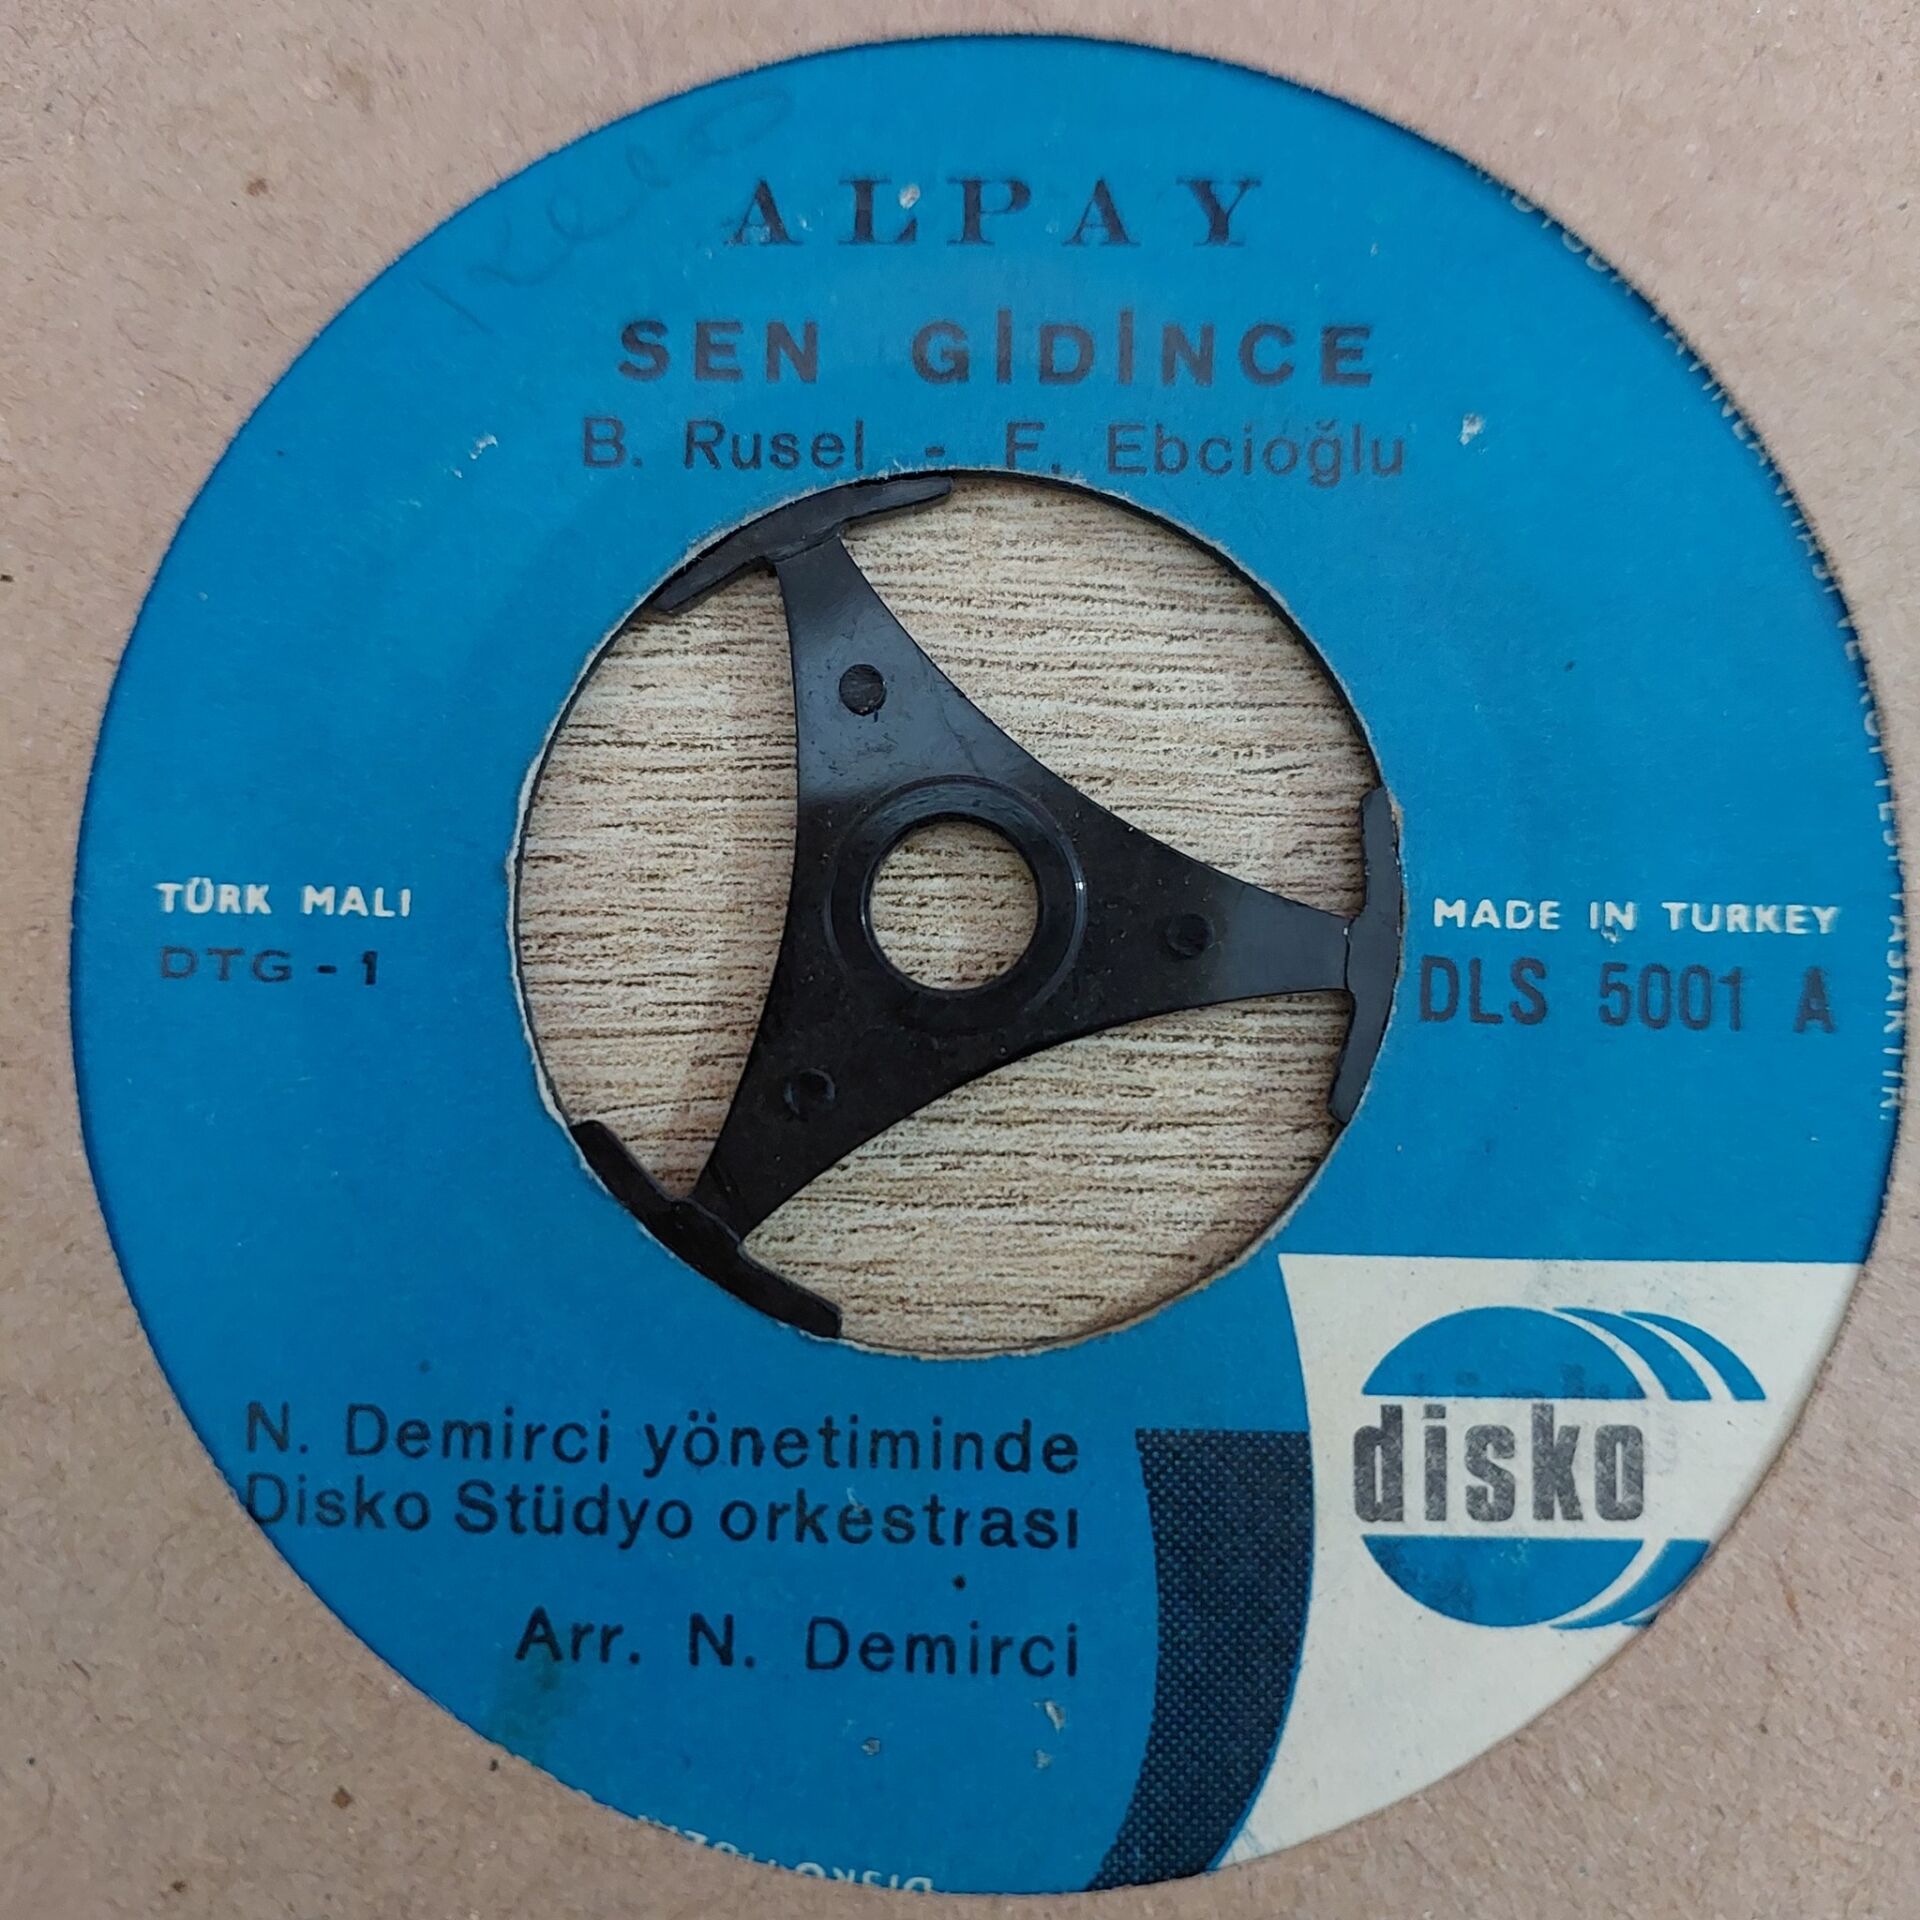 ALPAY
SEN GİDİNCE
B. Rusel - F. Ebcioğlu
TÜRK MALI
DTG - 1
MADE IN TURKEY
DLS 5001 A
disko
N. Demirci yönetiminde
Disko Stüdyo orkestrası
Arr. N. Demirci